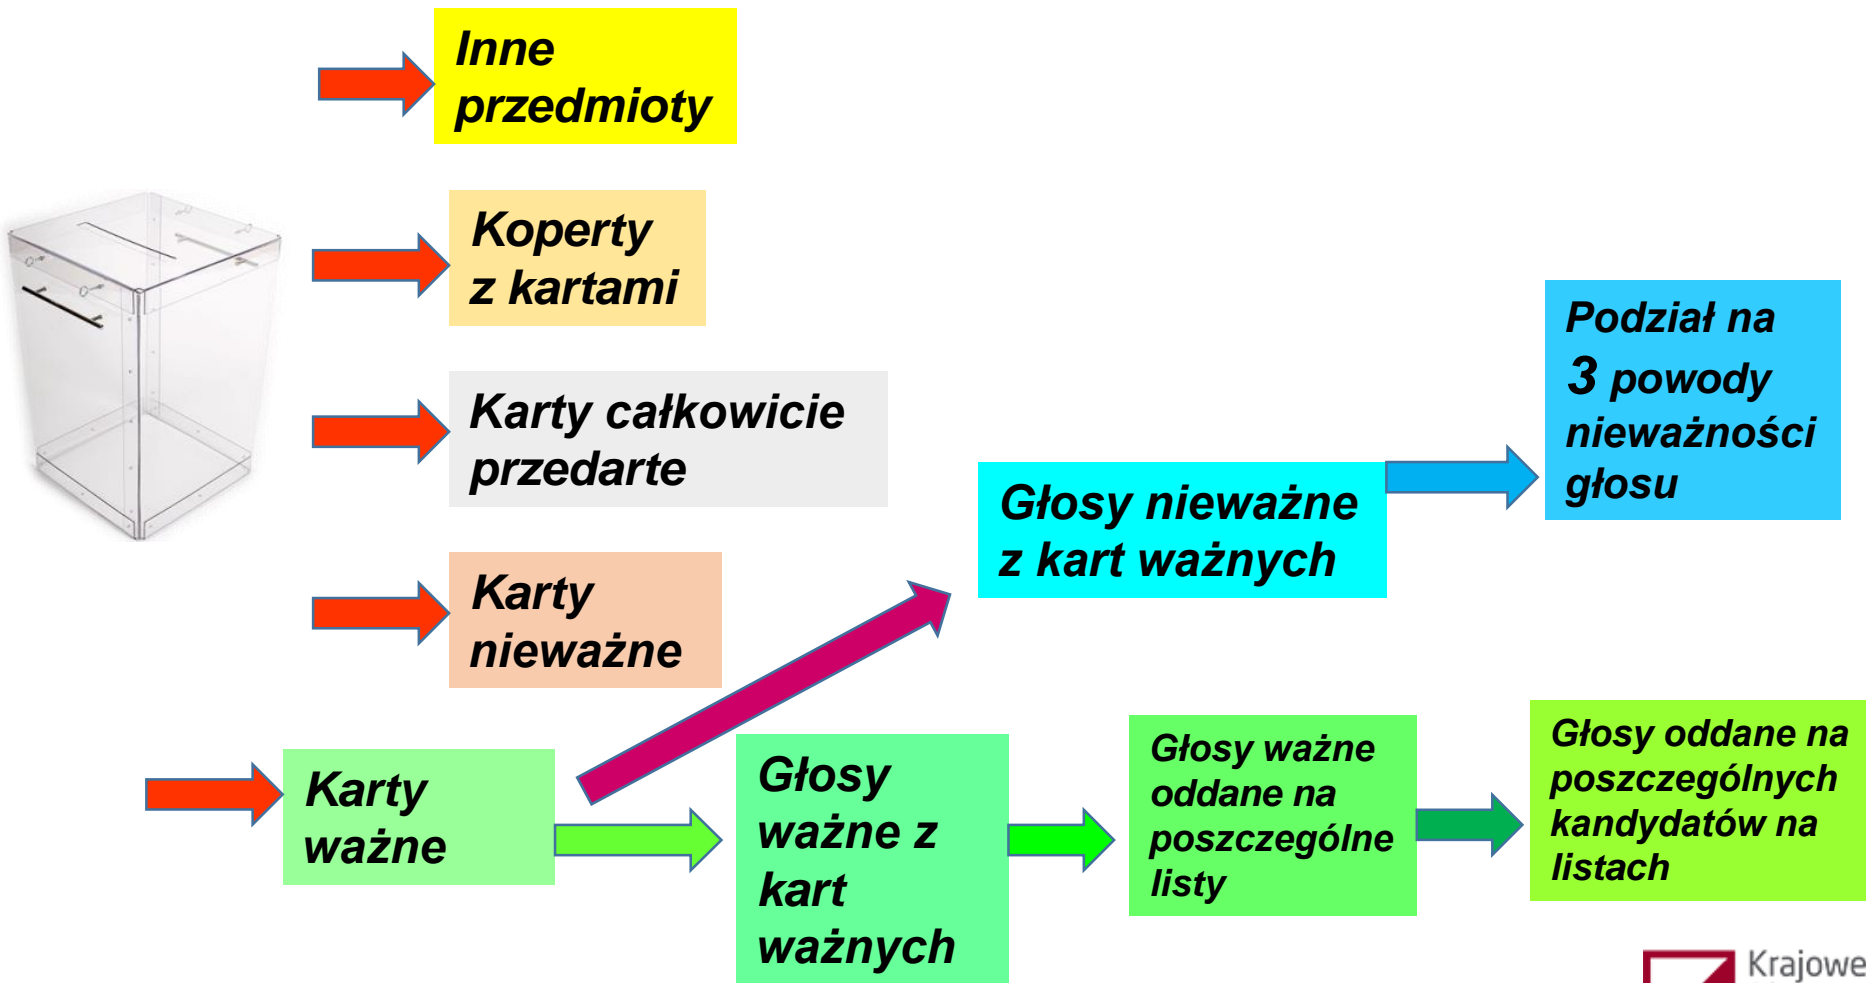 Inne
przedmioty
Koperty
z kartami
Karty całkowicie
przedarte
Karty
nieważne
Karty
ważne
Głosy
ważne z
kart
ważnych
Głosy nieważne
z kart ważnych
Podział na
3 powody
nieważności
głosu
Głosy ważne
oddane na
poszczególne
listy
Głosy oddane na
poszczególnych
kandydatów na
listach
Krajowe